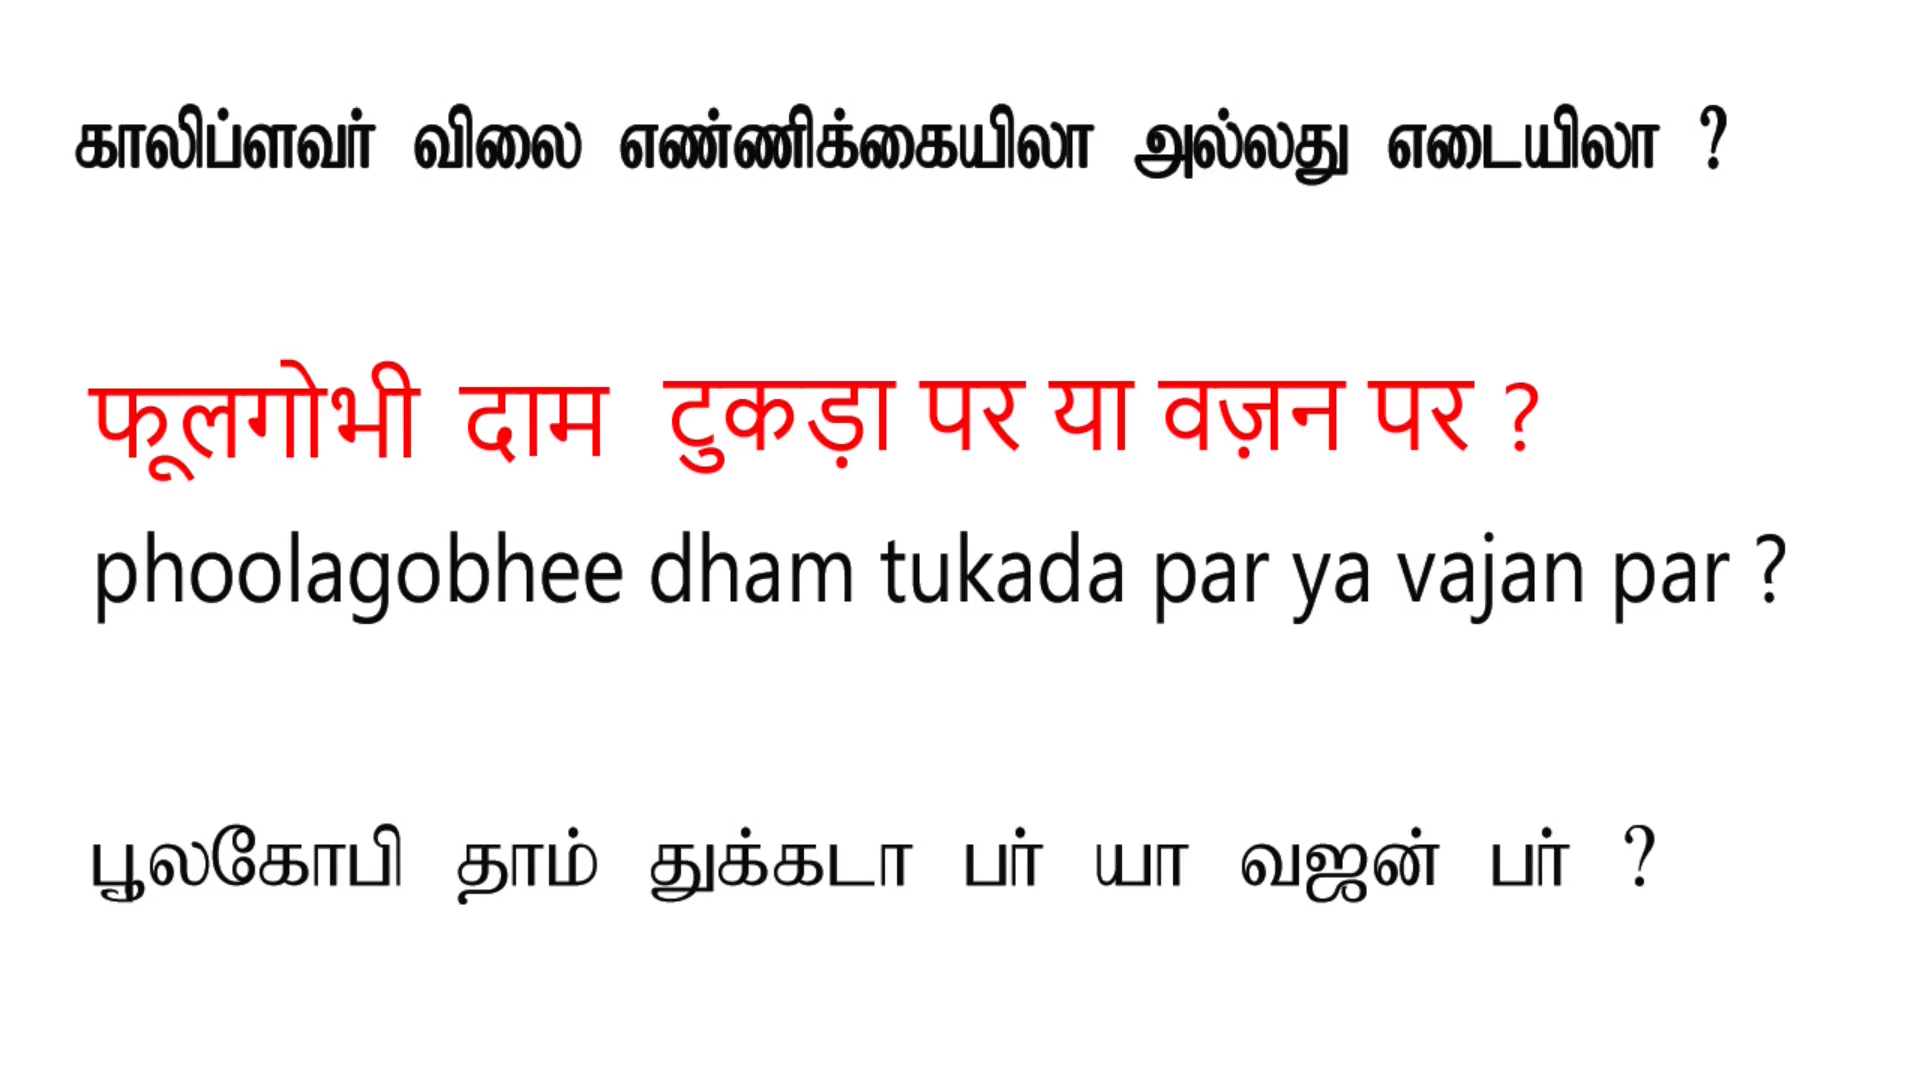 காலிப்ளவர் விலை எண்ணிக்கையிலா அல்லது எடையிலா ?
फूलगोभी दाम टुकड़ा पर या वज़न पर ?
phoolagobhee dham tukada par ya vajan par ?
பூலகோபி தாம் துக்கடா பர் யா வஜன் பர் ?